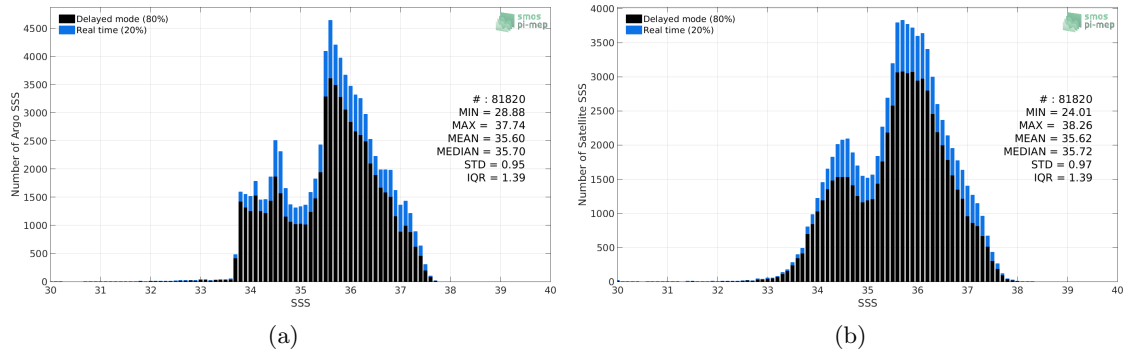 Delayed mode (80%)
Real time (20%)
smos
pi-mep
4500
4000
3500
3000
2500
2000
1500
1000
500
0
Number of Argo SSS
# : 81820
MIN = 28.88
MAX = 37.74
MEAN = 35.60
MEDIAN = 35.70
STD = 0.95
IQR = 1.39
30 31 32 33 34 35 36 37 38 39 40
SSS
(a)
Delayed mode (80%)
Real time (20%)
smos
pi-mep
4000
3500
3000
2500
2000
1500
1000
500
0
Number of Satellite SSS
# : 81820
MIN = 24.01
MAX = 38.26
MEAN = 35.62
MEDIAN = 35.72
STD = 0.97
IQR = 1.39
30 31 32 33 34 35 36 37 38 39 40
SSS
(b)